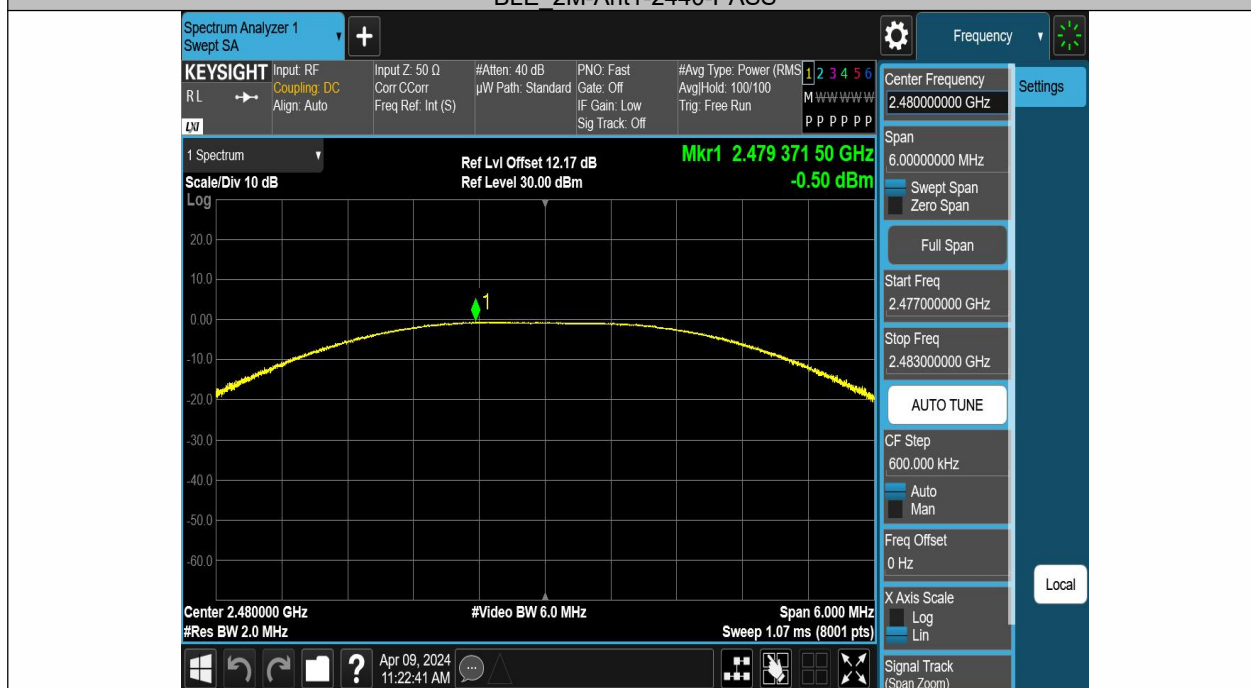 BLE_2M-Ant1-2440-PASS
Spectrum Analyzer 1
Swept SA
Frequency
KEYSIGHT
RL
LXI
Input: RF
Coupling: DC
Align: Auto
Input Z: 50 Ω
Corr CCorr
Freq Ref: Int (S)
#Atten: 40 dB
µW Path: Standard
PNO: Fast
Gate: Off
IF Gain: Low
Sig Track: Off
#Avg Type: Power (RMS
Avg|Hold: 100/100
Trig: Free Run
1 2 3 4 5 6
M W W W W W
P P P P P P
Settings
1 Spectrum
Scale/Div 10 dB
Log
Ref Lvl Offset 12.17 dB
Ref Level 30.00 dBm
Mkr1 2.479 371 50 GHz
-0.50 dBm
20.0
10.0
0.00
-10.0
-20.0
-30.0
-40.0
-50.0
-60.0
1
Center 2.480000 GHz
#Res BW 2.0 MHz
#Video BW 6.0 MHz
Span 6.000 MHz
Sweep 1.07 ms (8001 pts)
Center Frequency
2.480000000 GHz
Span
6.00000000 MHz
Swept Span
Zero Span
Full Span
Start Freq
2.477000000 GHz
Stop Freq
2.483000000 GHz
AUTO TUNE
CF Step
600.000 kHz
Auto
Man
Freq Offset
0 Hz
X Axis Scale
Log
Lin
Signal Track
(Span Zoom)
Local
?
Apr 09, 2024
11:22:41 AM